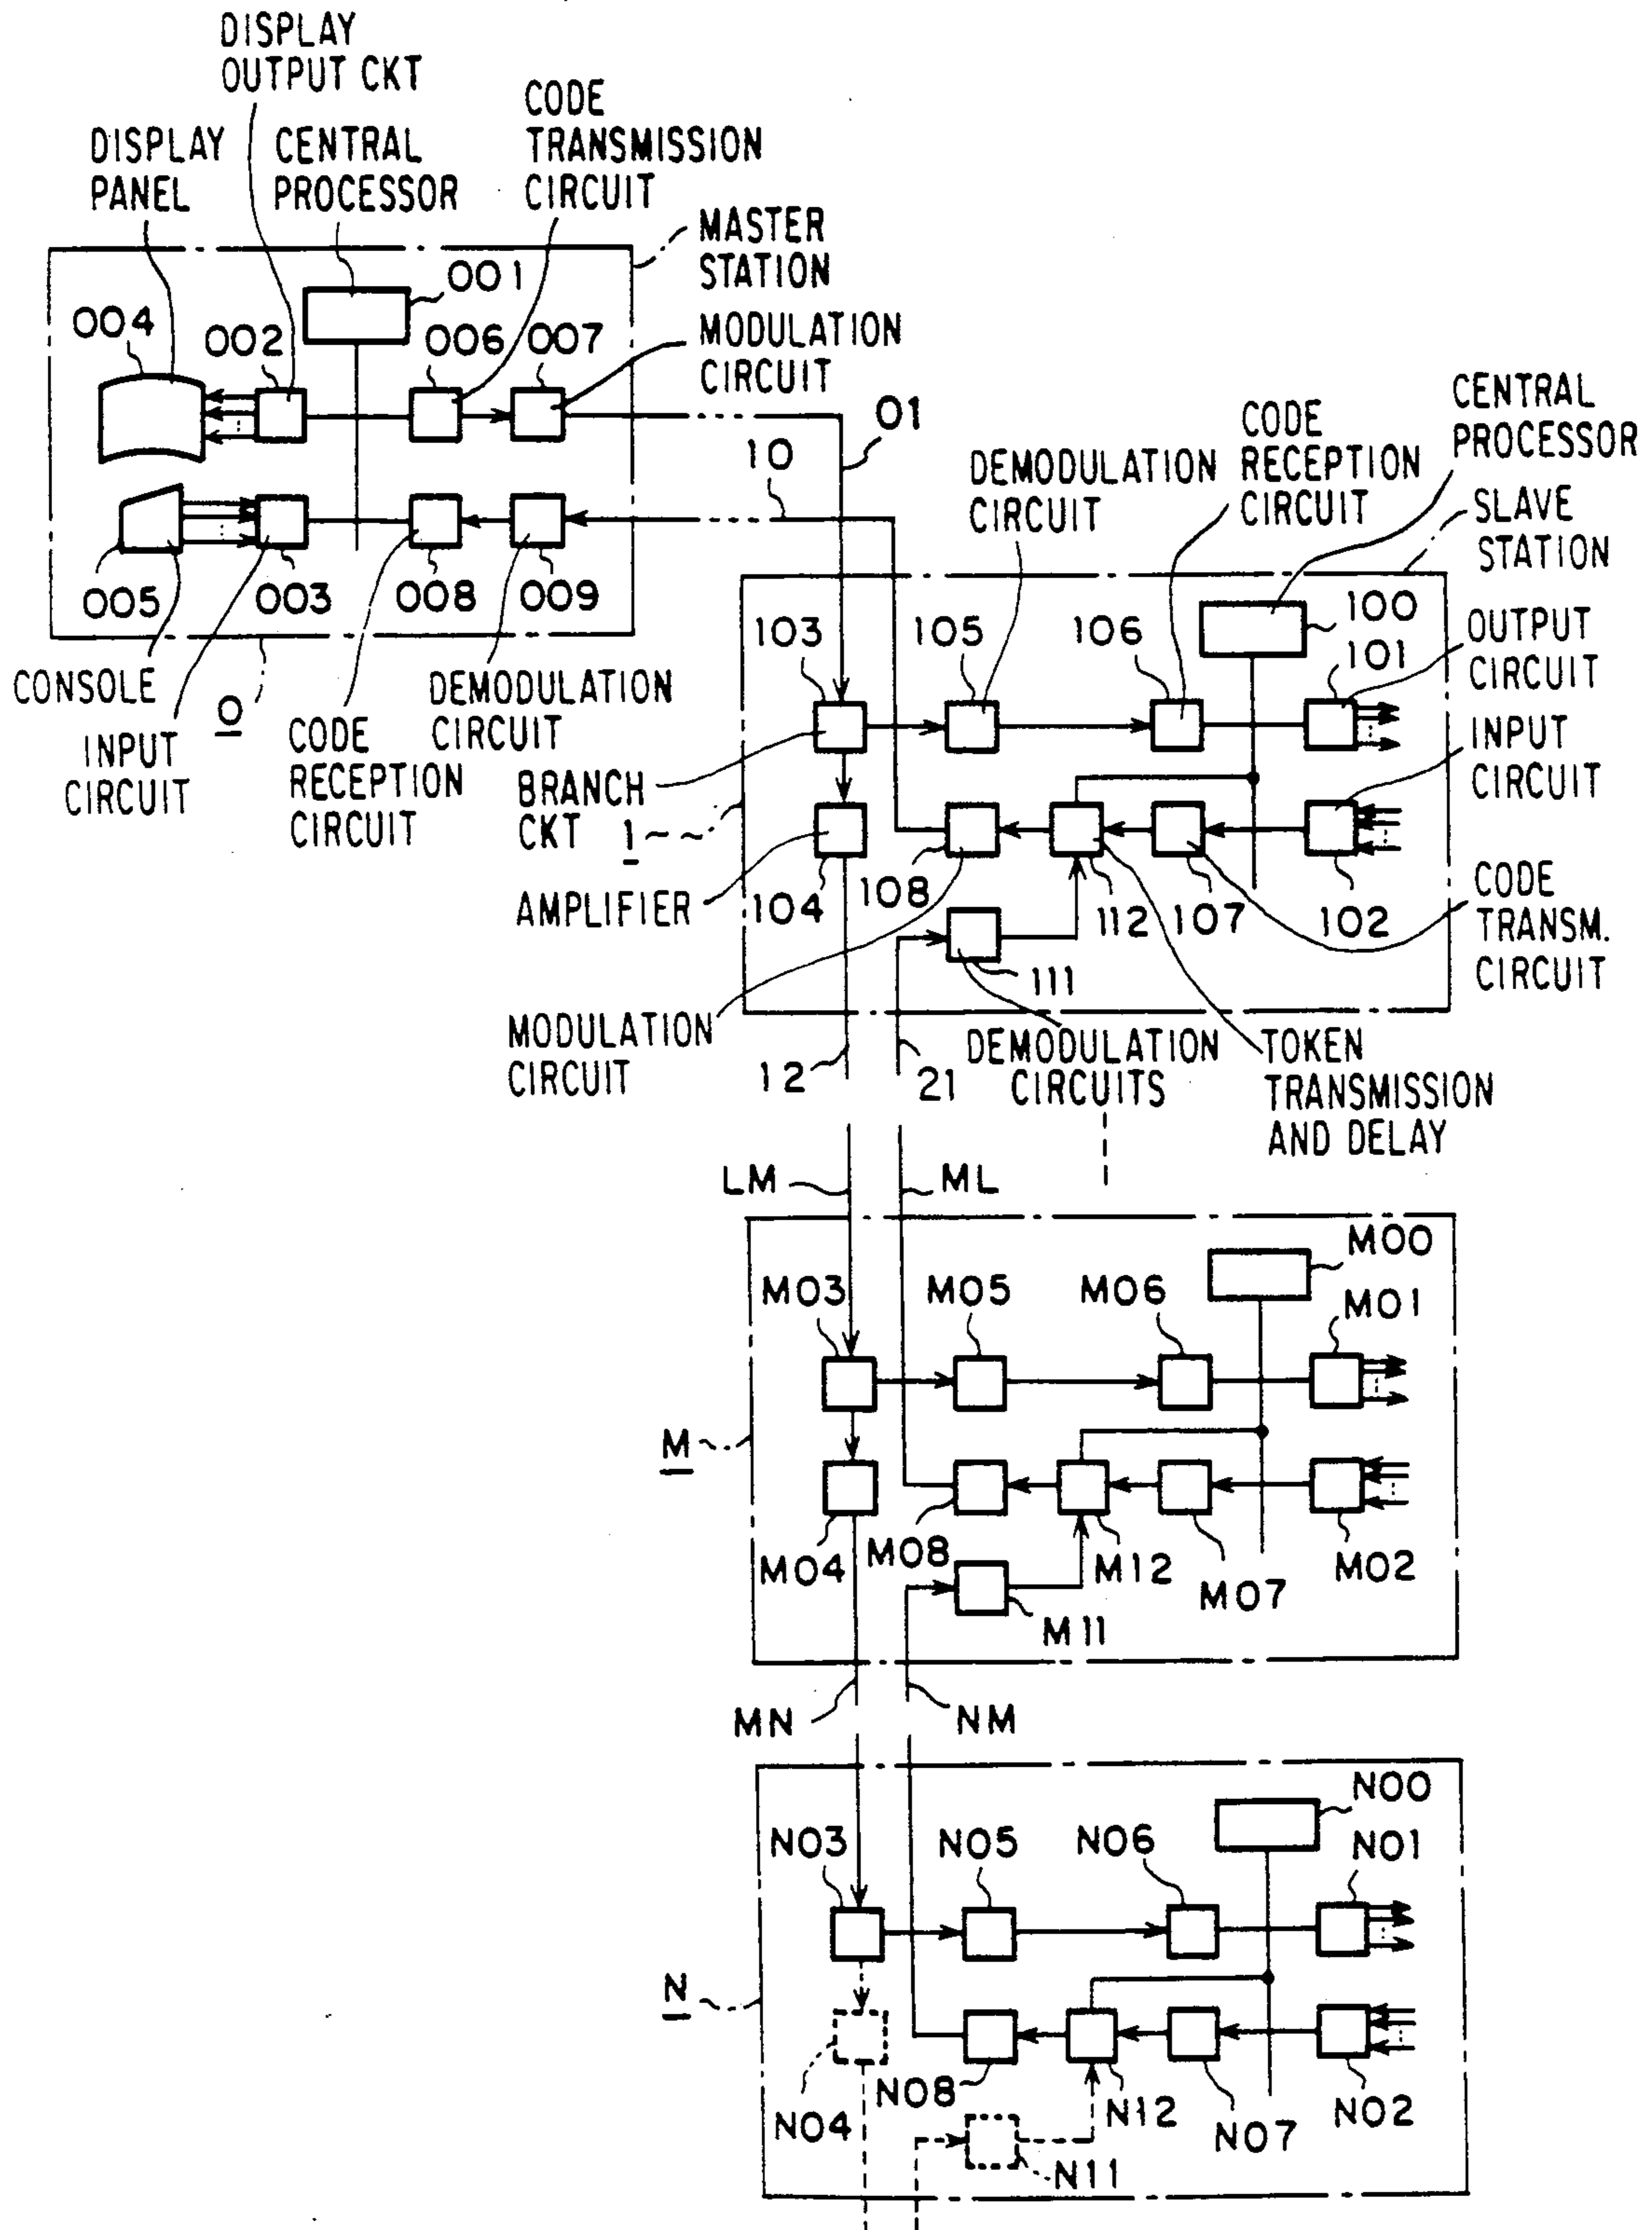 DISPLAY
OUTPUT CKT
CODE
TRANSMISSION
CIRCUIT
DISPLAY
PANEL
CENTRAL
PROCESSOR
MASTER
STATION
001
004
002
006
007
MODULATION
CIRCUIT
01
10
005
003
008
009
CONSOLE
0
INPUT
CIRCUIT
CODE
RECEPTION
CIRCUIT
DEMODULATION
CIRCUIT
DEMODULATION
CIRCUIT
CODE
RECEPTION
CIRCUIT
CENTRAL
PROCESSOR
SLAVE
STATION
103
105
106
100
101
OUTPUT
CIRCUIT
INPUT
CIRCUIT
BRANCH
CKT
1
AMPLIFIER
104
108
112
107
102
CODE
TRANSM.
CIRCUIT
111
MODULATION
CIRCUIT
12
21
DEMODULATION
CIRCUITS
TOKEN
TRANSMISSION
AND DELAY
LM
ML
M00
M03
M05
M06
M01
M
M04
M08
M12
M07
M02
M11
MN
NM
N00
N03
N05
N06
N01
N
N04
N08
N12
N07
N02
N11